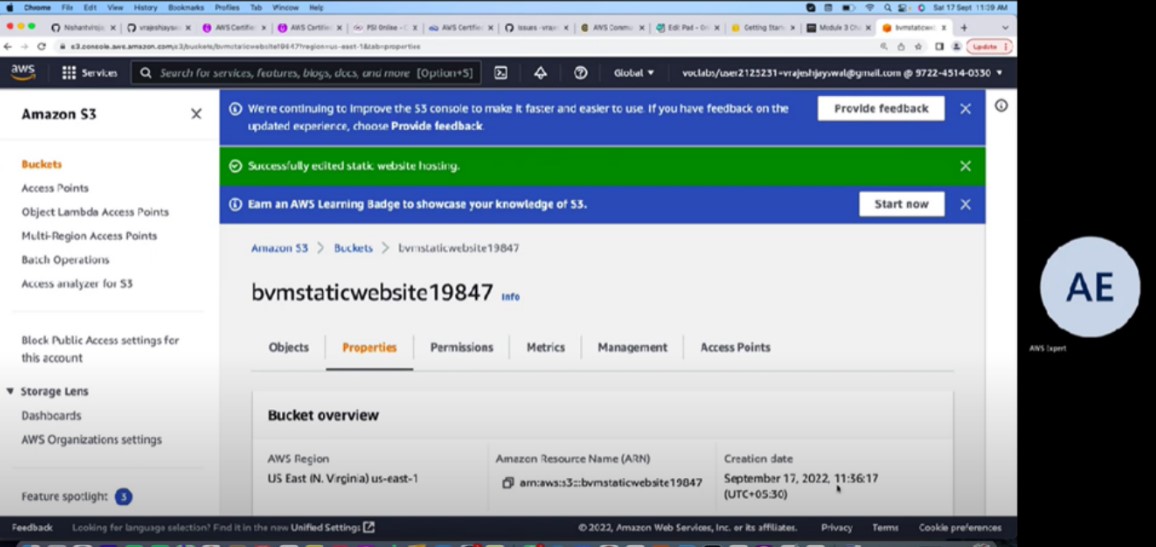 Chrome File Edit View History Bookmarks Profiles Tab Window Help
Sat 17 Sept 11:39 AM
Nishantvirsja vrajeshjaysw AWS Certific AWS Certific PSI Online AWS Certific Issues AWS Comm Edit Pad Getting Star Module 3 Ch bvmstaticwe
s3.console.aws.amazon.com/s3/buckets/bvmstaticwebsite19847?region=us-east-1&tab=properties
Update
aws Services Search for services, features, blogs, docs, and more [Option+S] Global voclabs/user2125231=vrajeshjayswal@gmail.com @ 9722-4514-0330
Amazon S3
Buckets
Access Points
Object Lambda Access Points
Multi-Region Access Points
Batch Operations
Access analyzer for S3
Block Public Access settings for
this account
Storage Lens
Dashboards
AWS Organizations settings
Feature spotlight 3
We're continuing to improve the S3 console to make it faster and easier to use. If you have feedback on the
updated experience, choose Provide feedback.
Provide feedback
Successfully edited static website hosting.
Earn an AWS Learning Badge to showcase your knowledge of S3.
Start now
Amazon S3 > Buckets > bvmstaticwebsite19847
bvmstaticwebsite19847 Info
Objects Properties Permissions Metrics Management Access Points
Bucket overview
AWS Region
US East (N. Virginia) us-east-1
Amazon Resource Name (ARN)
arn:aws:s3:::bvmstaticwebsite19847
Creation date
September 17, 2022, 11:36:17
(UTC+05:30)
Feedback Looking for language selection? Find it in the new Unified Settings © 2022, Amazon Web Services, Inc. or its affiliates. Privacy Terms Cookie preferences
AE
AWS Expert